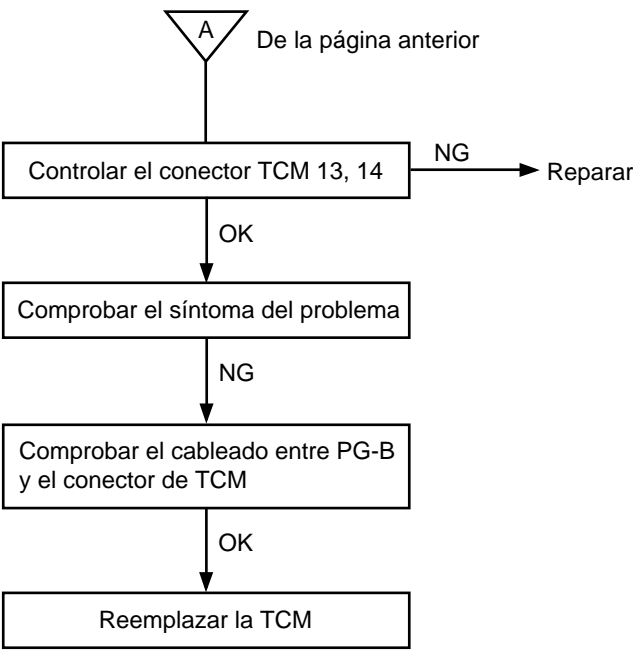 A
De la página anterior
Controlar el conector TCM 13, 14
NG
Reparar
OK
Comprobar el síntoma del problema
NG
Comprobar el cableado entre PG-B
y el conector de TCM
OK
Reemplazar la TCM